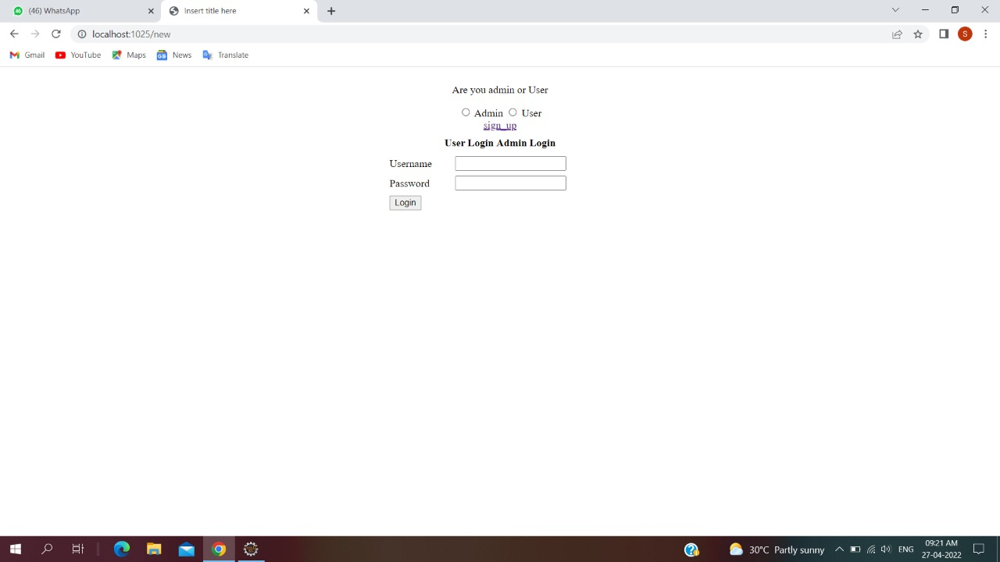 (46) WhatsApp
Insert title here
localhost:1025/new
S
Gmail YouTube Maps News Translate
Are you admin or User
Admin User
sign_up
User Login Admin Login
Username
Password
Login
30°C Partly sunny
ENG
09:21 AM
27-04-2022